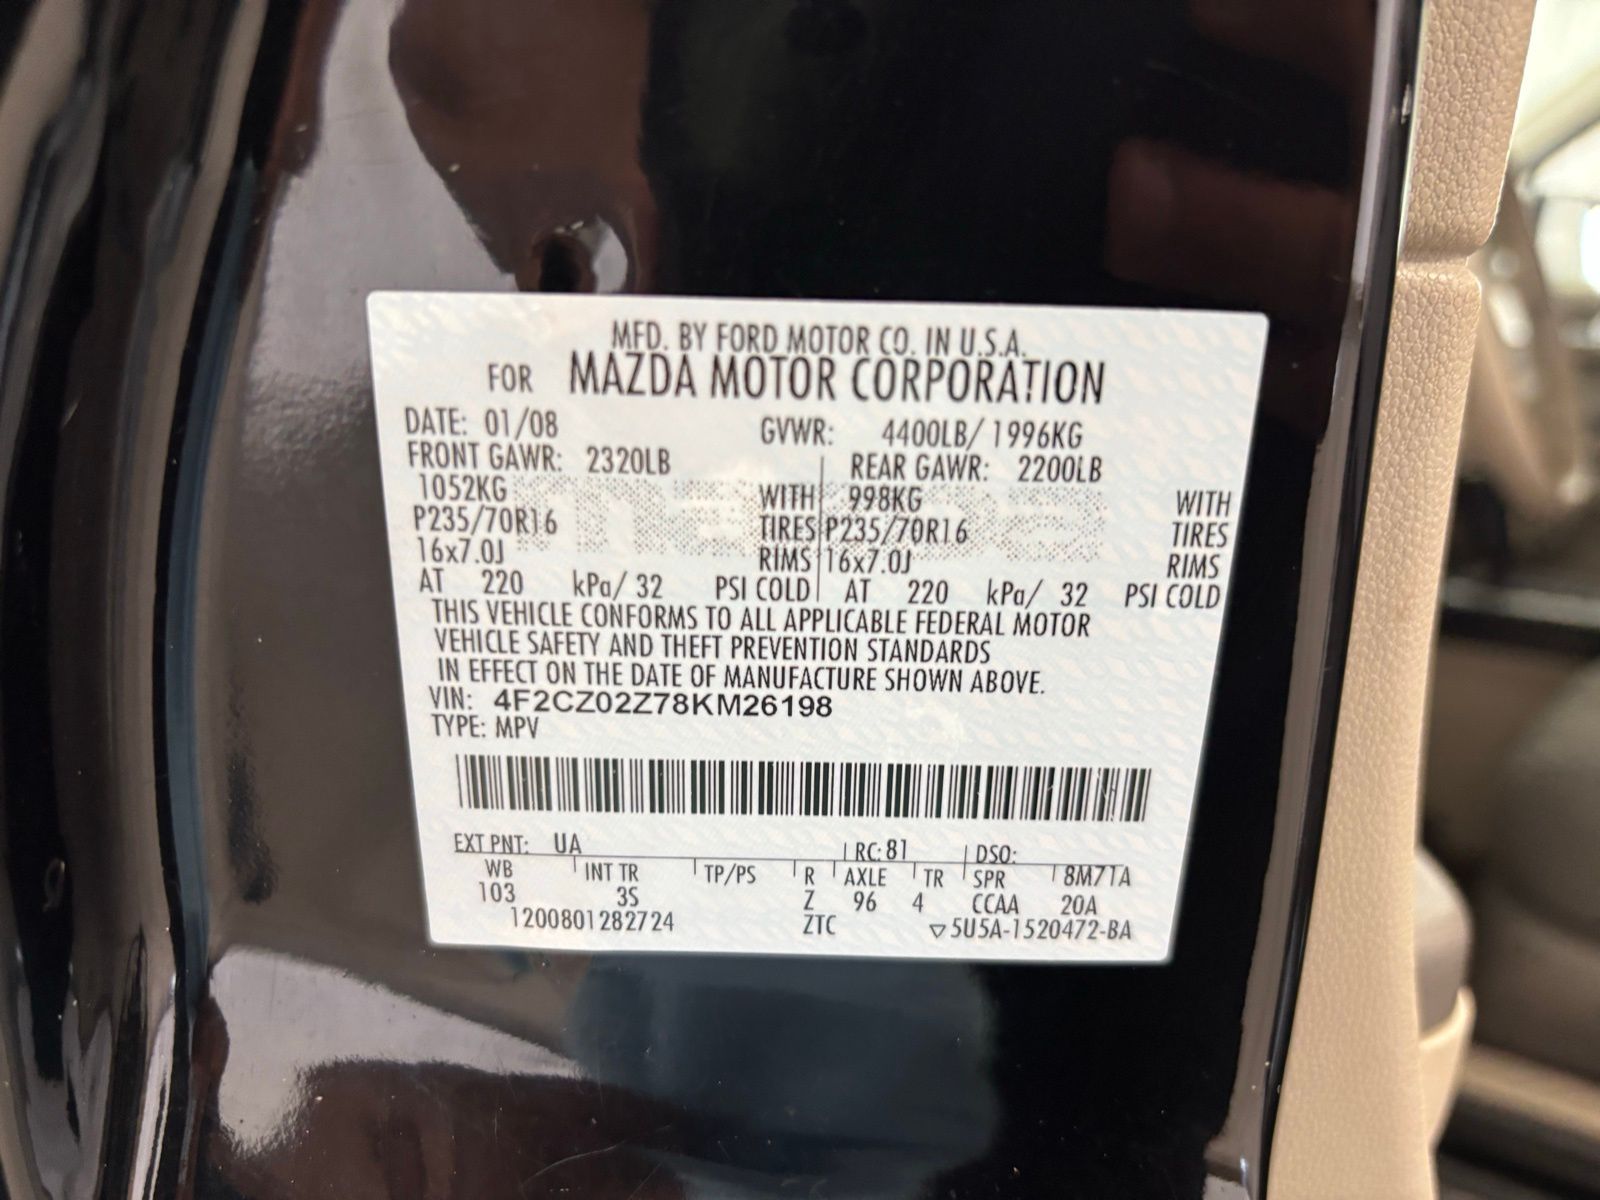 MFD. BY FORD MOTOR CO. IN U.S.A.
FOR MAZDA MOTOR CORPORATION
DATE: 01/08 GVWR: 4400LB/ 1996KG
FRONT GAWR: 2320LB REAR GAWR: 2200LB
1052KG WITH 998KG WITH
P235/70R16 TIRES P235/70R16 TIRES
16x7.0J RIMS 16x7.0J RIMS
AT 220 kPa/ 32 PSI COLD AT 220 kPa/ 32 PSI COLD
THIS VEHICLE CONFORMS TO ALL APPLICABLE FEDERAL MOTOR
VEHICLE SAFETY AND THEFT PREVENTION STANDARDS
IN EFFECT ON THE DATE OF MANUFACTURE SHOWN ABOVE.
VIN: 4F2CZ02Z78KM26198
TYPE: MPV
EXT PNT: UA RC: 81 DSO:
WB INT TR TP/PS R AXLE TR SPR 8M71A
103 3S Z 96 4 CCAA 20A
1200801282724 ZTC ▽5U5A-1520472-BA